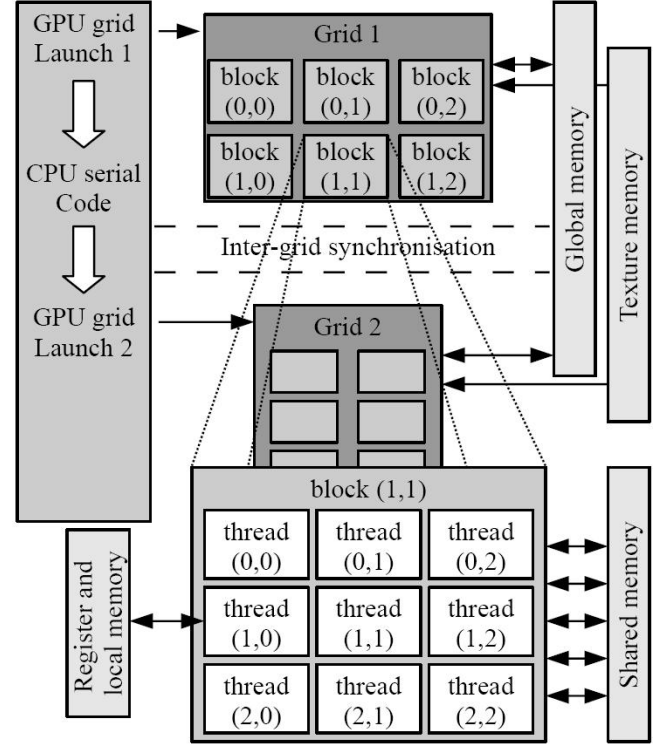 GPU grid
Launch 1
CPU serial
Code
GPU grid
Launch 2
Grid 1
block
(0,0)
block
(0,1)
block
(0,2)
block
(1,0)
block
(1,1)
block
(1,2)
Inter-grid synchronisation
Grid 2
Global memory
Texture memory
block (1,1)
thread
(0,0)
thread
(0,1)
thread
(0,2)
thread
(1,0)
thread
(1,1)
thread
(1,2)
thread
(2,0)
thread
(2,1)
thread
(2,2)
Register and
local memory
Shared memory